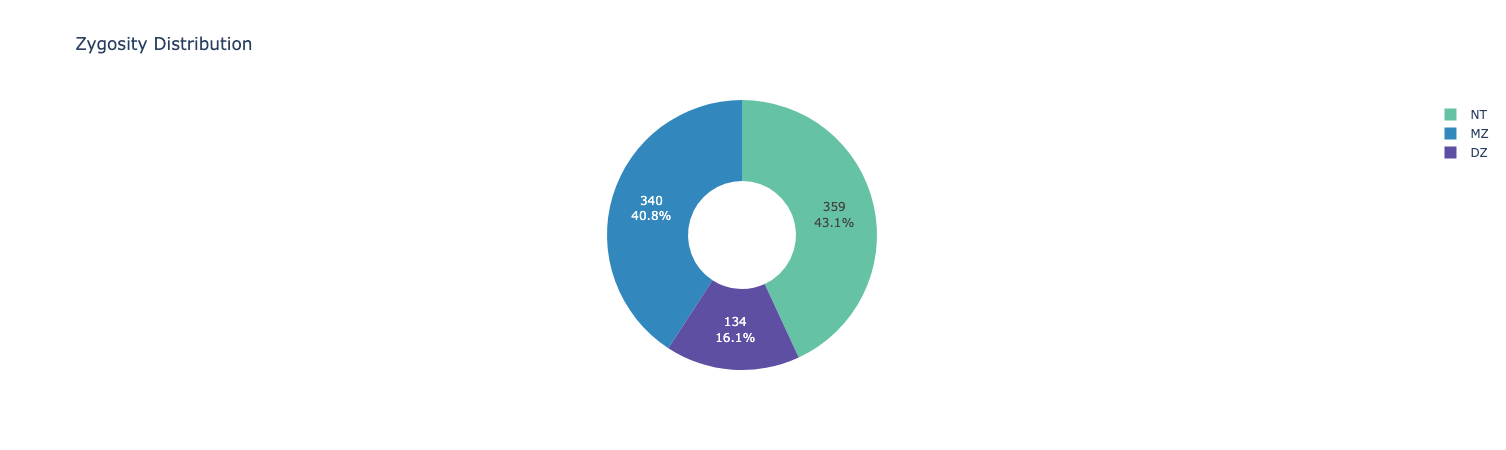 Zygosity Distribution
NT
MZ
DZ
340
40.8%
359
43.1%
134
16.1%